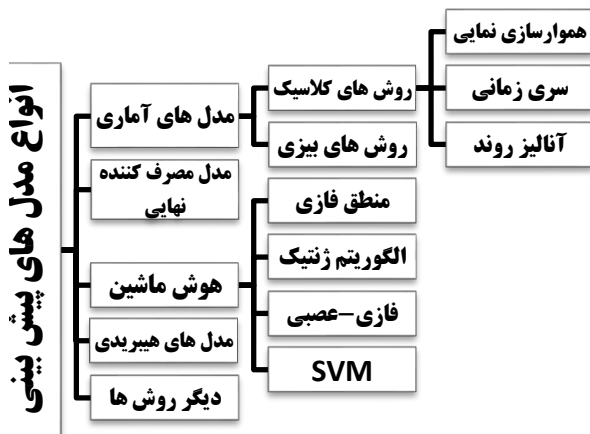 انواع مدل های پیش بینی
مدل های آماری
روش های کلاسیک
هموارسازی نمایی
سری زمانی
آنالیز روند
روش های بیزی
مدل مصرف کننده
نهایی
هوش ماشین
منطق فازی
الگوریتم ژنتیک
فازی-عصبی
SVM
مدل های هیبریدی
دیگر روش ها